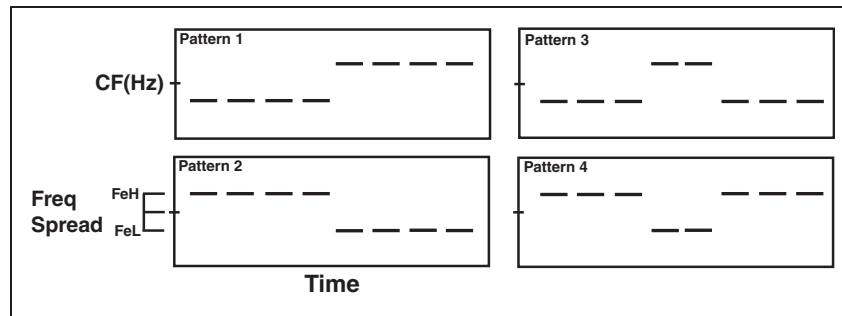 Pattern 1
Pattern 3
CF(Hz)
Pattern 2
Pattern 4
Freq
Spread
FeH
FeL
Time